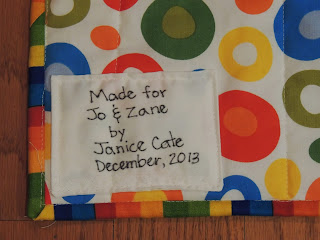 Made for
Jo & Zane
by
Janice Cate
December, 2013